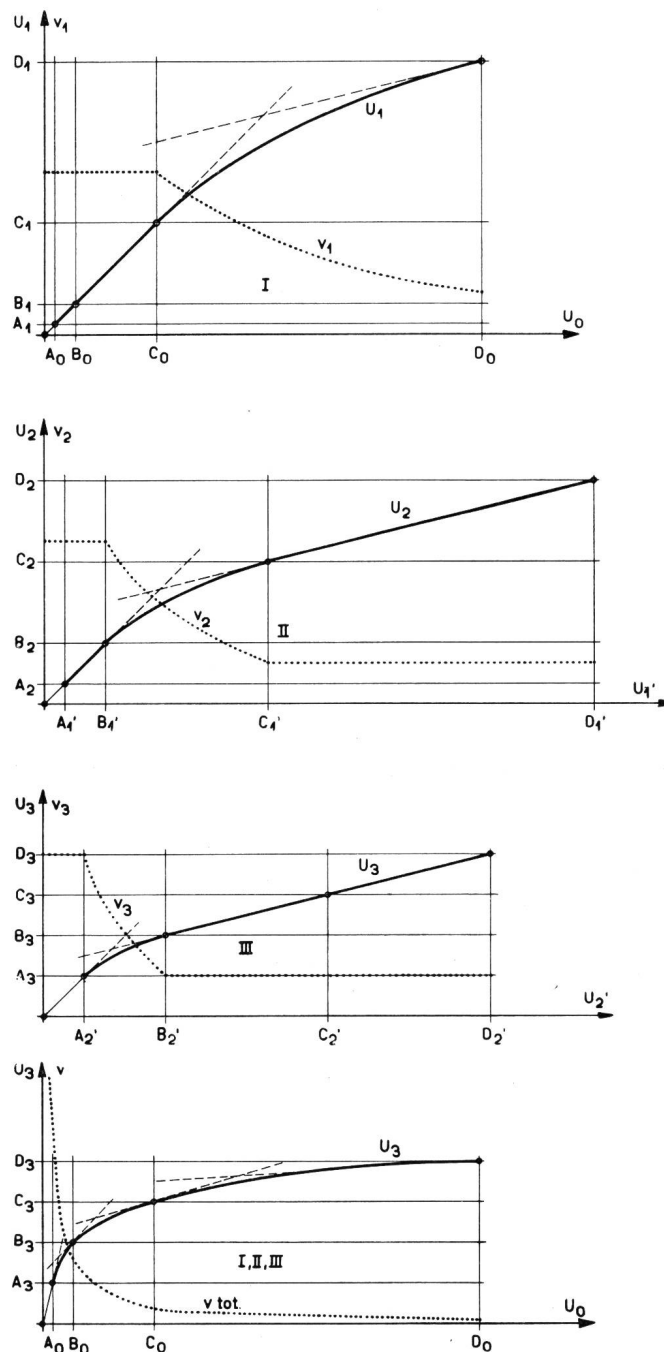 U₁ v₁
D₁
U₁
C₁
v₁
I
B₁
A₁
U₀
A₀ B₀ C₀ D₀
U₂ v₂
D₂
U₂
C₂
v₂
II
B₂
A₂
U₁'
A₁' B₁' C₁' D₁'
U₃ v₃
D₃
U₃
C₃
v₃
B₃
III
A₃
U₂'
A₂' B₂' C₂' D₂'
U₃ v
D₃
U₃
C₃
B₃
I, II, III
A₃
v tot.
U₀
A₀ B₀ C₀ D₀